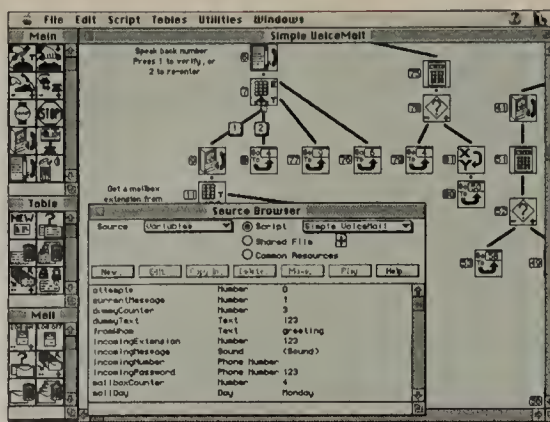 File Edit Script Tables Utilities Windows
Main
Simple VoiceMail
Speak back number
Press 1 to verify, or
2 to re-enter
1 2
STOP
Get a mailbox
extension from
Table
NEW
Mail
Source Browser
Source Variables Script Simple VoiceMail
Shared File
Common Resources
New... Edit... Copy In... Delete Move... Play Help...
attempts Number 0
currentMessage Number 1
dummyCounter Number 3
dummyText Text 123
fromWhom Text greeting
incomingExtension Number 123
incomingMessage Sound (Sound)
incomingNumber Phone Number
incomingPassword Phone Number 123
mailboxCounter Number 4
mailDay Day Monday